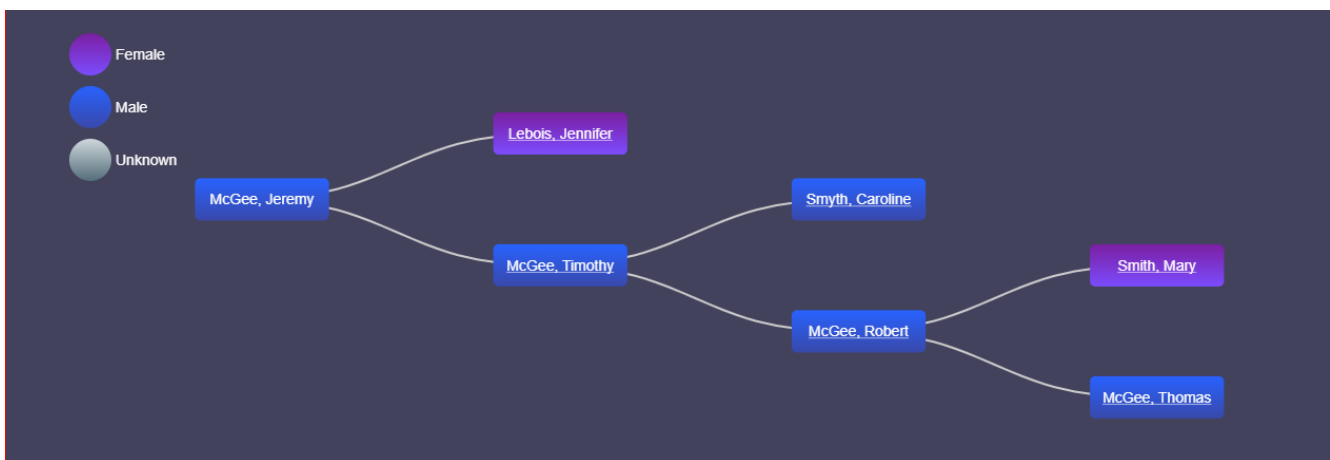 Female
Male
Unknown
McGee, Jeremy
Lebois, Jennifer
McGee, Timothy
Smyth, Caroline
McGee, Robert
Smith, Mary
McGee, Thomas